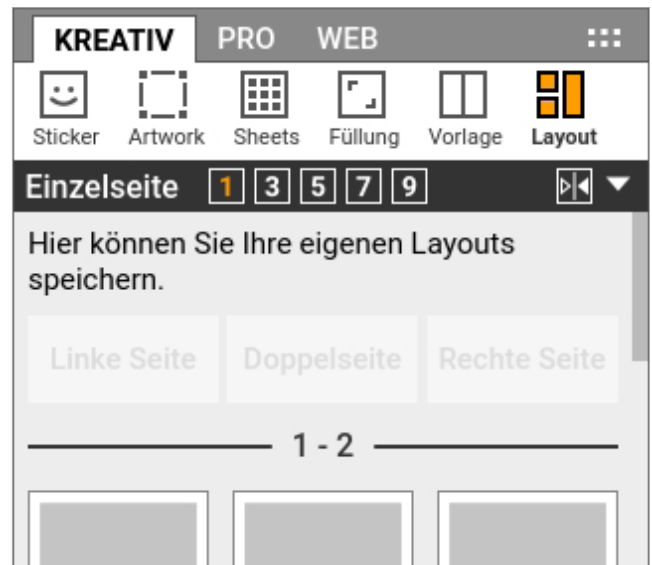 KREATIV PRO WEB
Sticker Artwork Sheets Füllung Vorlage Layout
Einzelseite 1 3 5 7 9
Hier können Sie Ihre eigenen Layouts
speichern.
Linke Seite Doppelseite Rechte Seite
1 - 2